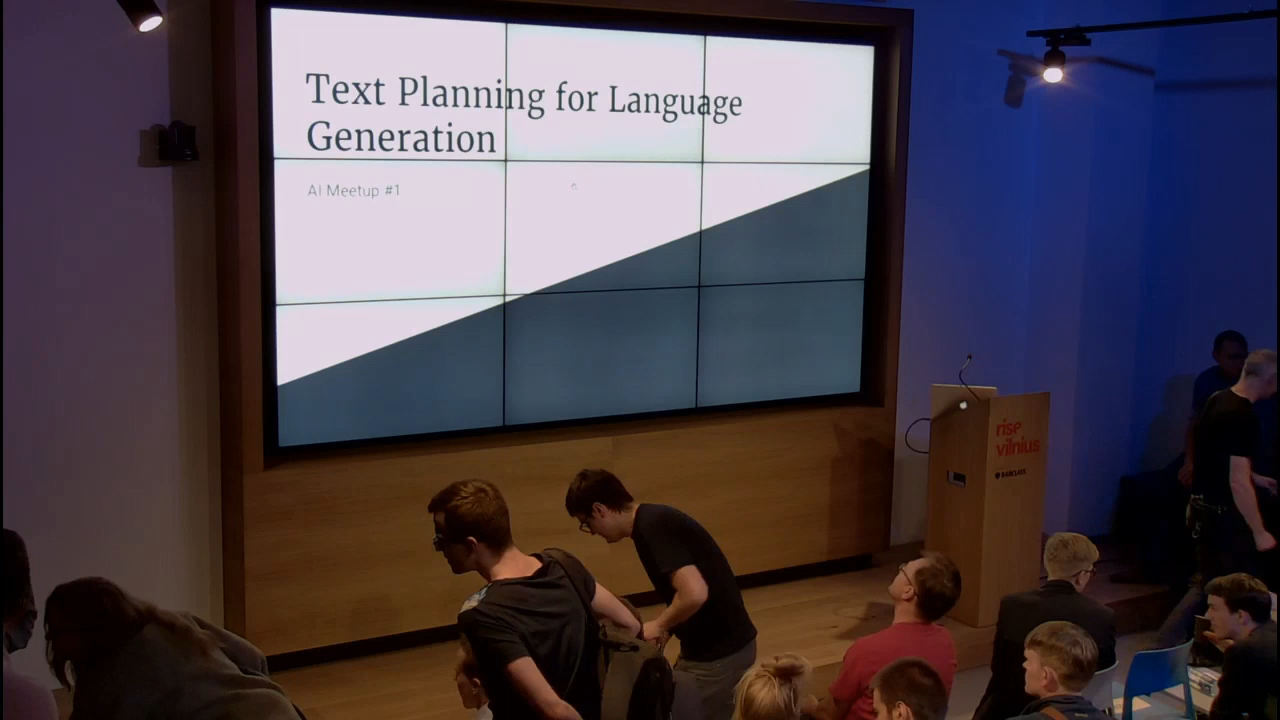 Text Planning for Language
Generation
AI Meetup #1
rise
vilnius
BARCLAYS